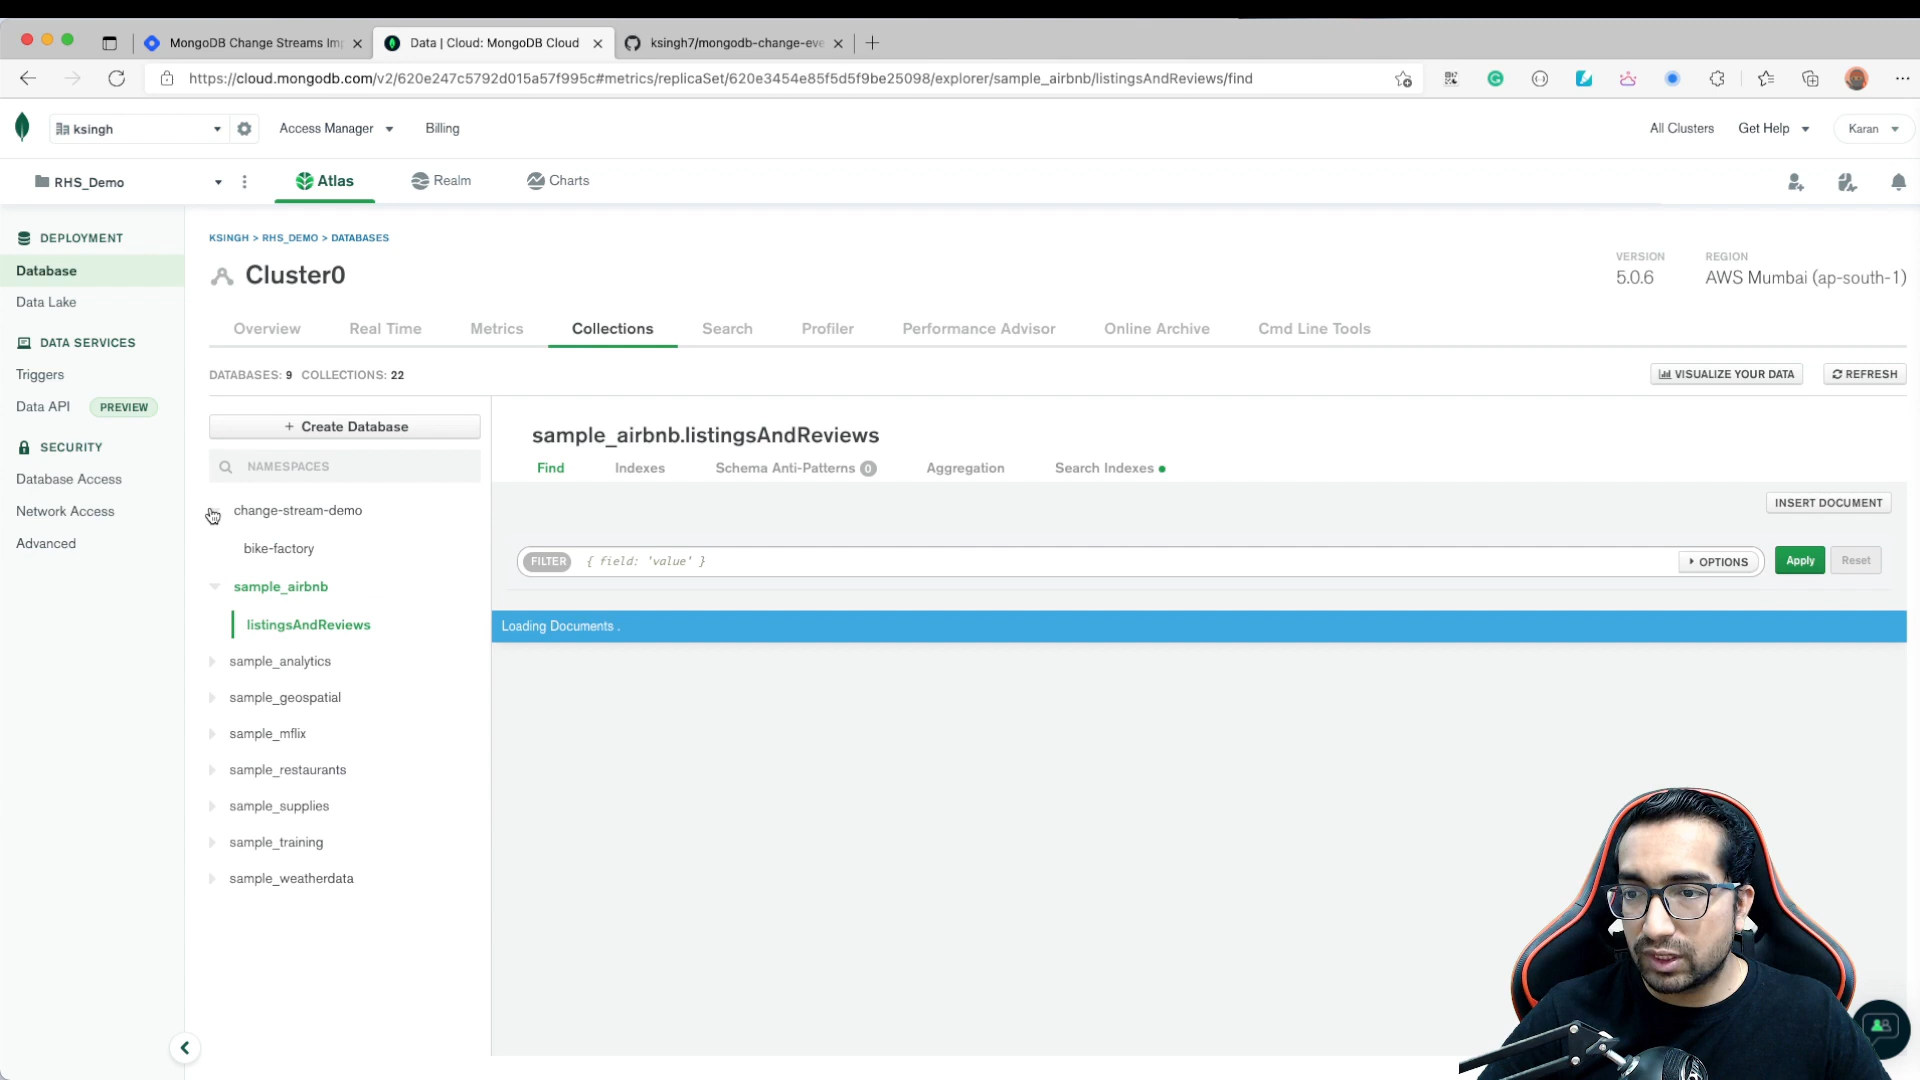 MongoDB Change Streams Im
Data | Cloud: MongoDB Cloud
ksingh7/mongodb-change-eve
https://cloud.mongodb.com/v2/620e247c5792d015a57f995c#metrics/replicaSet/620e3454e85f5d5f9be25098/explorer/sample_airbnb/listingsAndReviews/find
ksingh
Access Manager
Billing
All Clusters
Get Help
Karan
RHS_Demo
Atlas
Realm
Charts
DEPLOYMENT
Database
Data Lake
DATA SERVICES
Triggers
Data API PREVIEW
SECURITY
Database Access
Network Access
Advanced
KSINGH > RHS_DEMO > DATABASES
Cluster0
VERSION
5.0.6
REGION
AWS Mumbai (ap-south-1)
Overview
Real Time
Metrics
Collections
Search
Profiler
Performance Advisor
Online Archive
Cmd Line Tools
DATABASES: 9 COLLECTIONS: 22
VISUALIZE YOUR DATA
REFRESH
+ Create Database
NAMESPACES
change-stream-demo
bike-factory
sample_airbnb
listingsAndReviews
sample_analytics
sample_geospatial
sample_mflix
sample_restaurants
sample_supplies
sample_training
sample_weatherdata
sample_airbnb.listingsAndReviews
Find
Indexes
Schema Anti-Patterns 0
Aggregation
Search Indexes
INSERT DOCUMENT
FILTER { field: 'value' }
OPTIONS
Apply
Reset
Loading Documents .